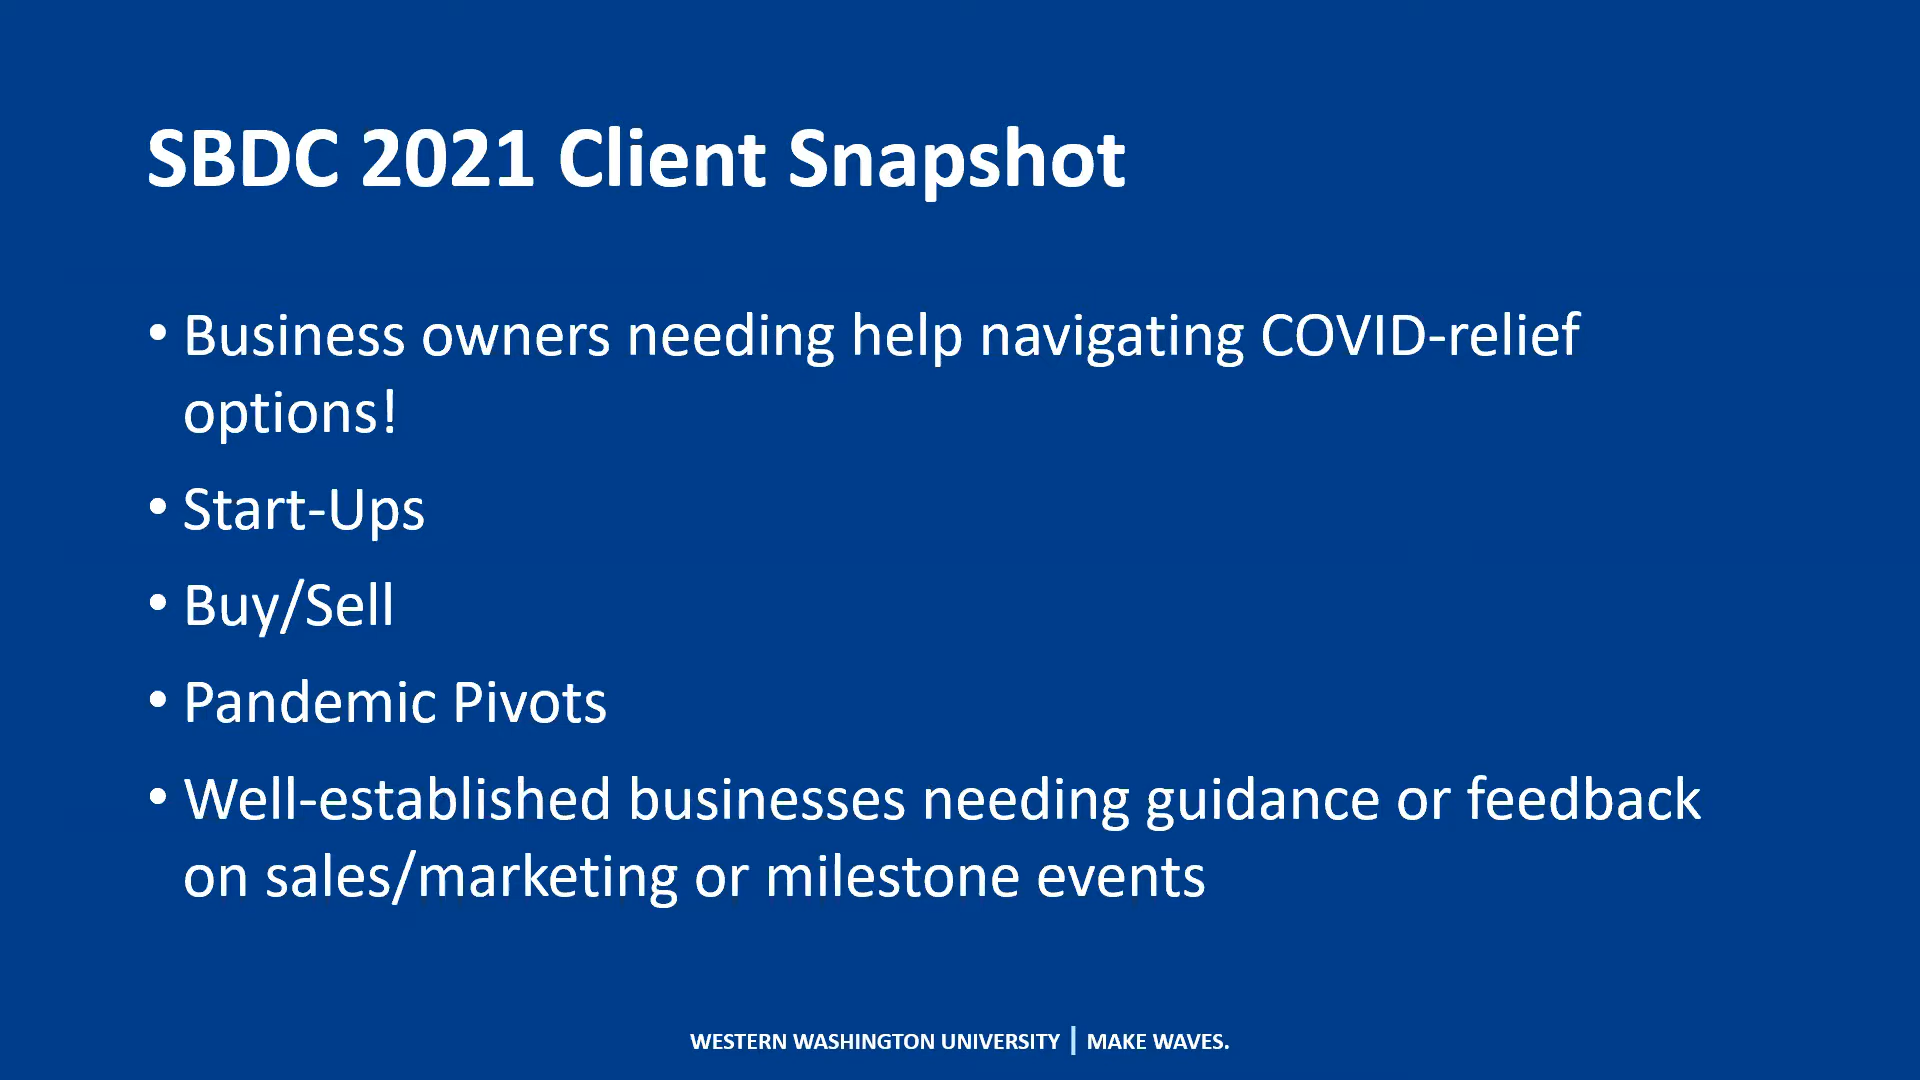 SBDC 2021 Client Snapshot
• Business owners needing help navigating COVID-relief
options!
• Start-Ups
• Buy/Sell
• Pandemic Pivots
• Well-established businesses needing guidance or feedback
on sales/marketing or milestone events
WESTERN WASHINGTON UNIVERSITY | MAKE WAVES.